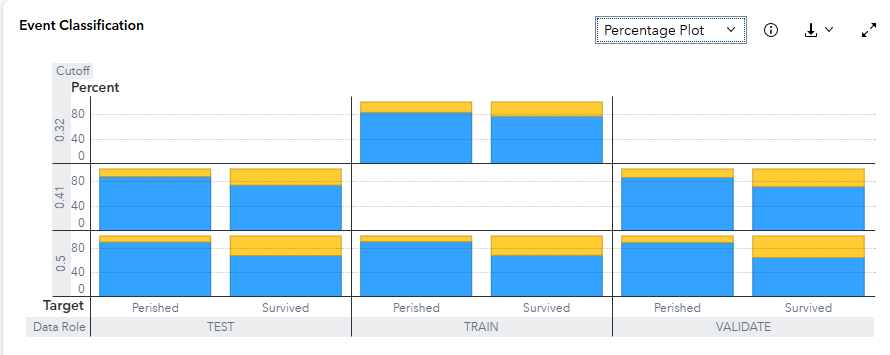 Event Classification
Percentage Plot
Cutoff
Percent
0.32
80
40
0
0.41
80
40
0
0.5
80
40
0
Target Perished Survived Perished Survived Perished Survived
Data Role TEST TRAIN VALIDATE